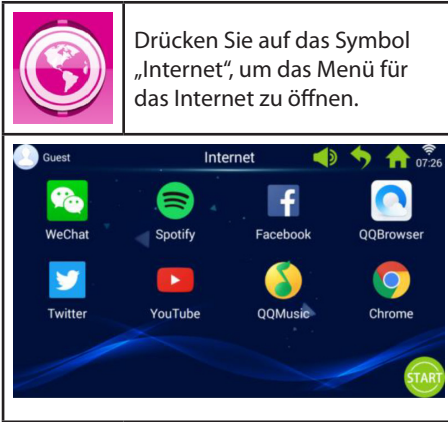 Drücken Sie auf das Symbol
„Internet“, um das Menü für
das Internet zu öffnen.
Guest
Internet
07:26
WeChat
Spotify
Facebook
QQBrowser
Twitter
YouTube
QQMusic
Chrome
START